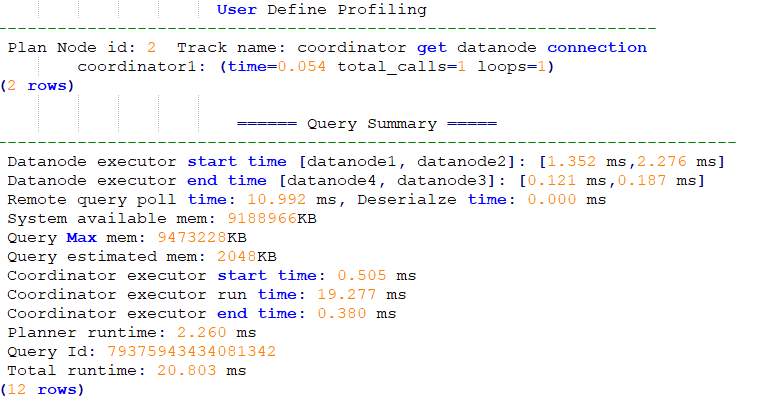 User Define Profiling
---------------------------------------------------------------------------
Plan Node id: 2  Track name: coordinator get datanode connection
coordinator1: (time=0.054 total_calls=1 loops=1)
(2 rows)
====== Query Summary =====
-----------------------------------------------------------------------------------
Datanode executor start time [datanode1, datanode2]: [1.352 ms,2.276 ms]
Datanode executor end time [datanode4, datanode3]: [0.121 ms,0.187 ms]
Remote query poll time: 10.992 ms, Deserialze time: 0.000 ms
System available mem: 9188966KB
Query Max mem: 9473228KB
Query estimated mem: 2048KB
Coordinator executor start time: 0.505 ms
Coordinator executor run time: 19.277 ms
Coordinator executor end time: 0.380 ms
Planner runtime: 2.260 ms
Query Id: 79375943434081342
Total runtime: 20.803 ms
(12 rows)